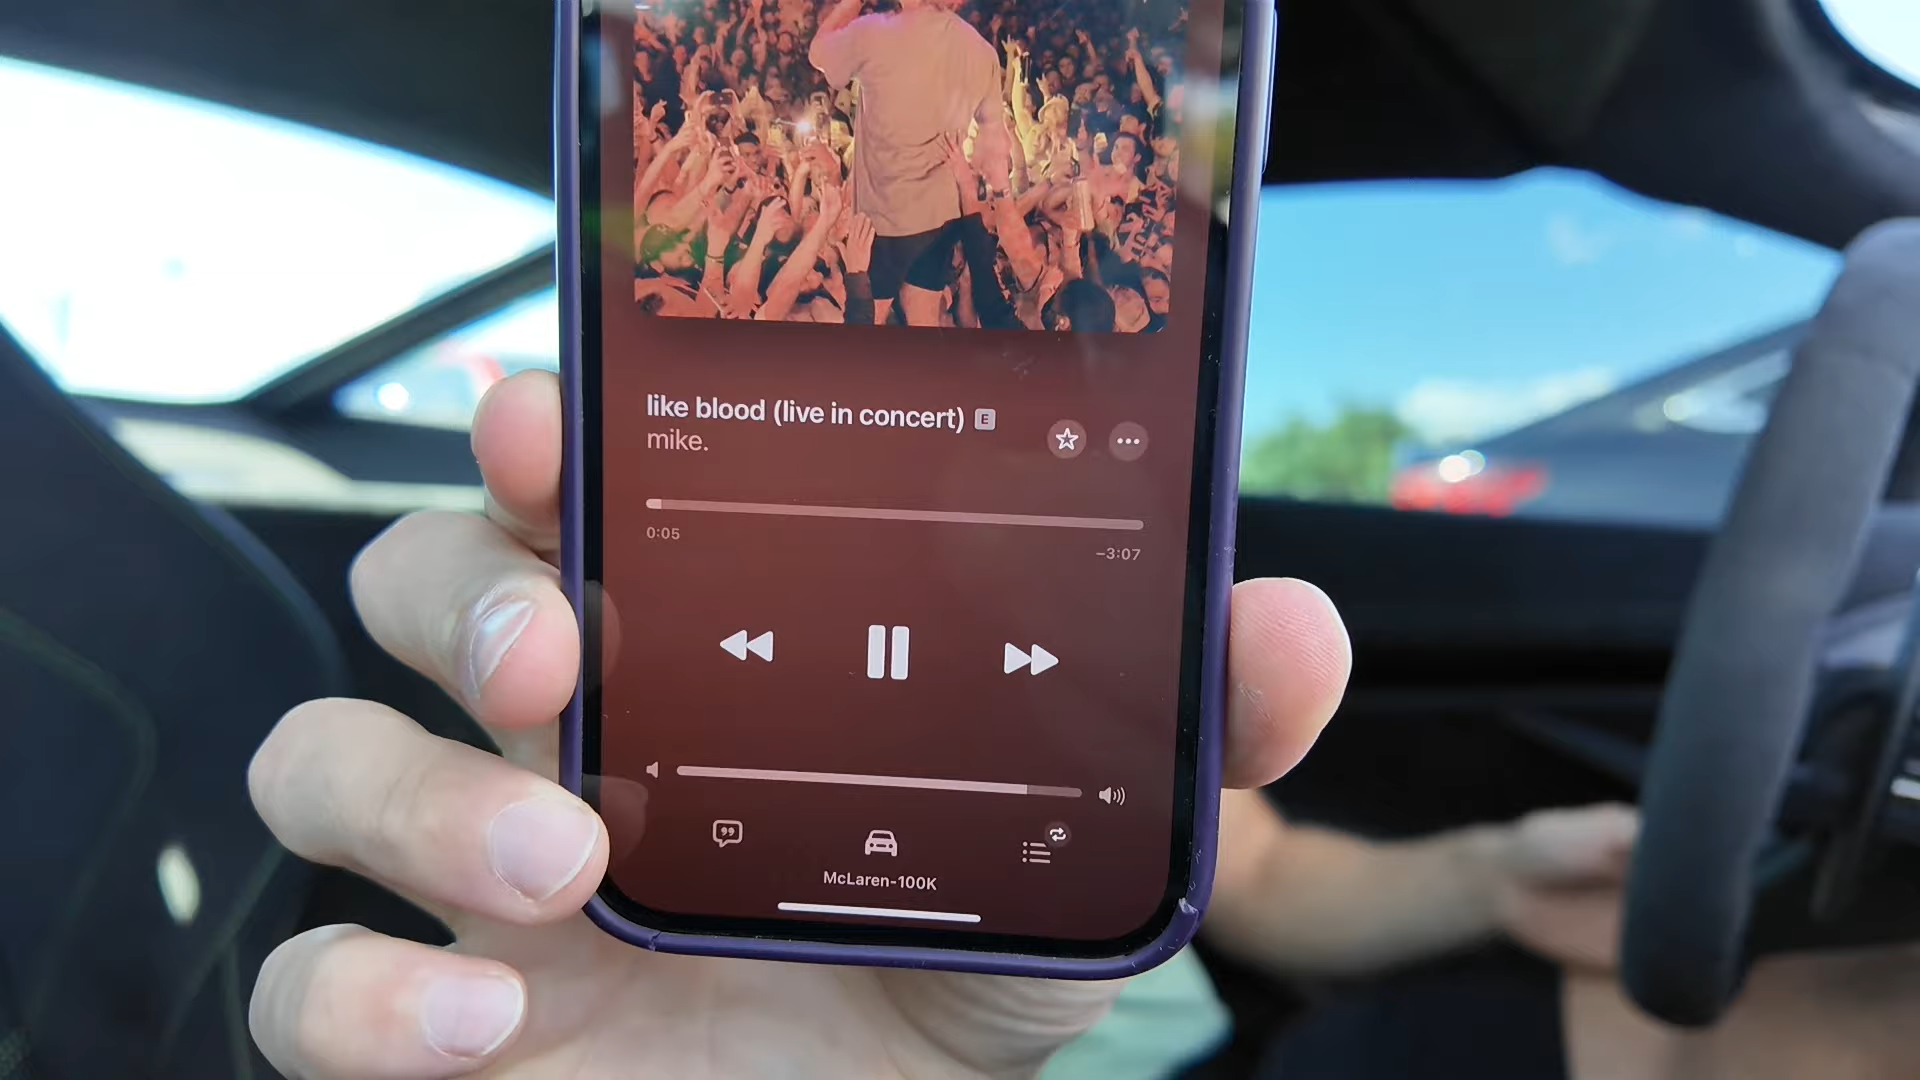 like blood (live in concert) E
mike.
0:05
−3:07
McLaren-100K